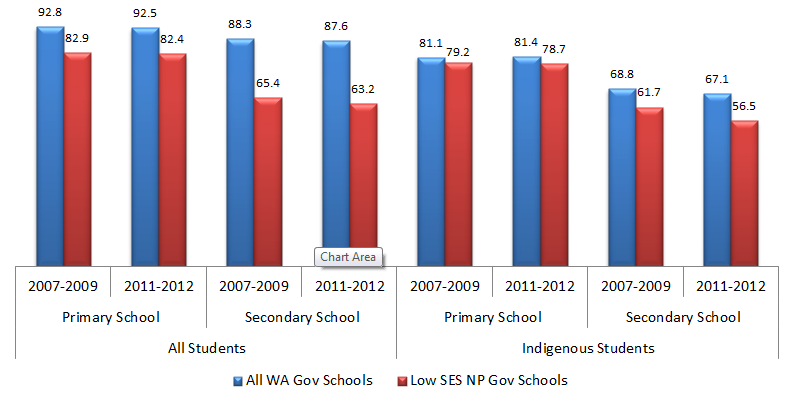 92.8 92.5 88.3 87.6 81.1 81.4 68.8 67.1
82.9 82.4 65.4 63.2 79.2 78.7 61.7 56.5
Chart Area
2007-2009 2011-2012 2007-2009 2011-2012 2007-2009 2011-2012 2007-2009 2011-2012
Primary School Secondary School Primary School Secondary School
All Students Indigenous Students
All WA Gov Schools Low SES NP Gov Schools